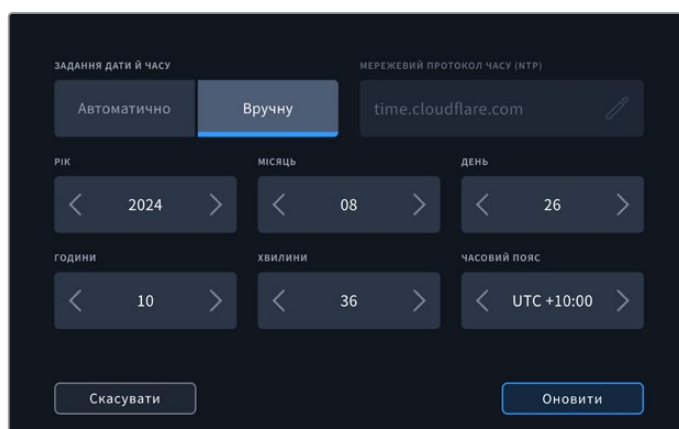 ЗАДАННЯ ДАТИ Й ЧАСУ МЕРЕЖЕВИЙ ПРОТОКОЛ ЧАСУ (NTP)
Автоматично Вручну time.cloudflare.com
РІК МІСЯЦЬ ДЕНЬ
2024 08 26
ГОДИНИ ХВИЛИНИ ЧАСОВИЙ ПОЯС
10 36 UTC +10:00
Скасувати Оновити